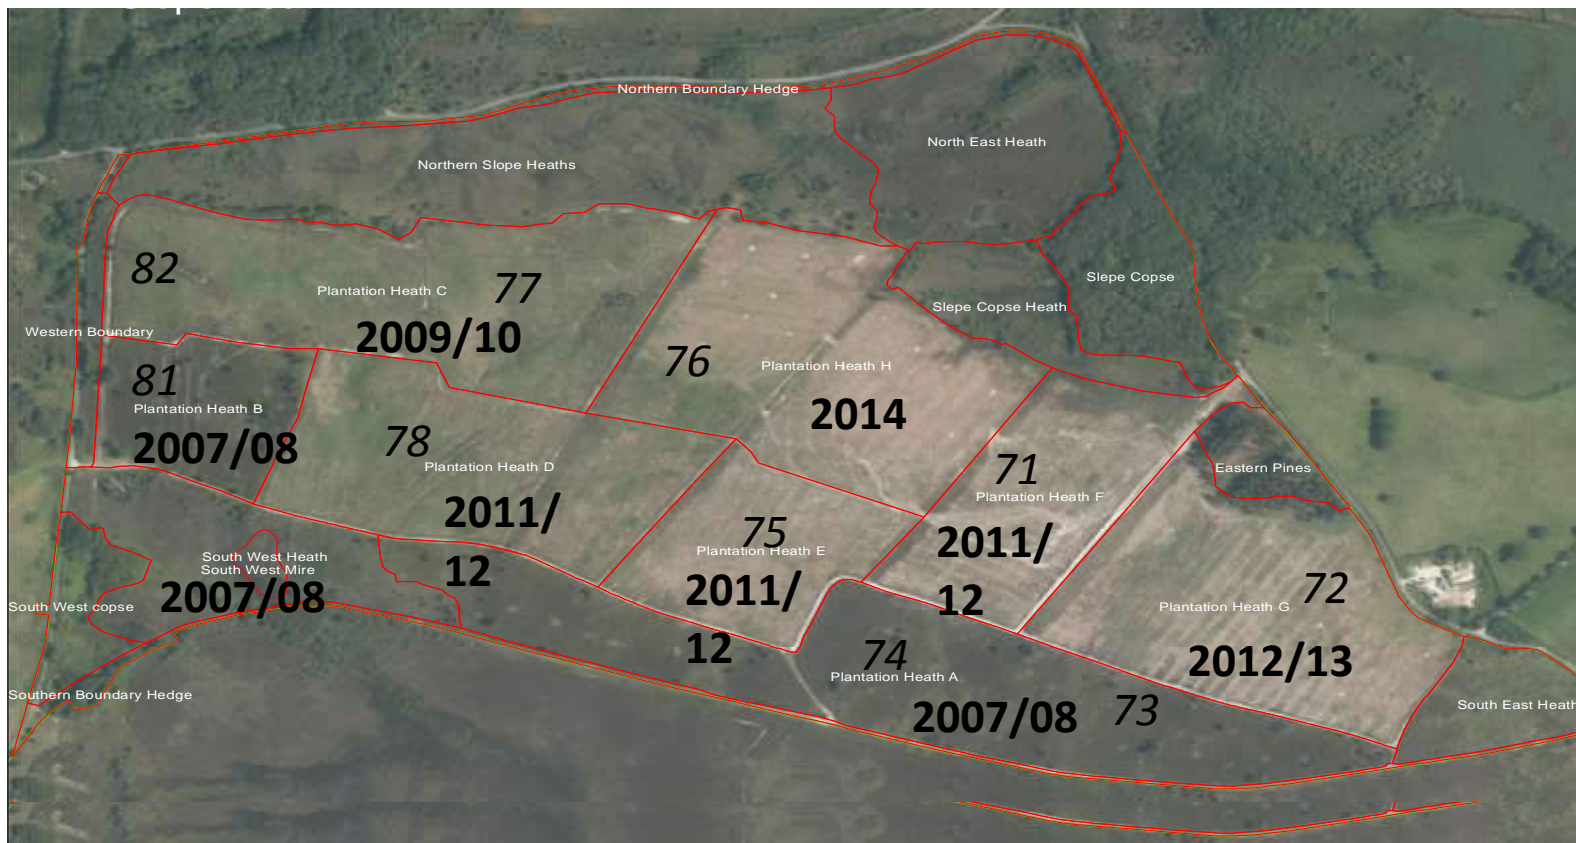 Northern Boundary Hedge
North East Heath
Northern Slope Heaths
82
77
Plantation Heath C
2009/10
Slepe Copse
Slepe Copse Heath
Western Boundary
76
Plantation Heath H
2014
81
Plantation Heath B
2007/08
78
Plantation Heath D
2011/
12
71
Plantation Heath F
2011/
12
Eastern Pines
75
Plantation Heath E
2011/
12
South West Heath
South West Mire
2007/08
South West copse
72
Plantation Heath G
2012/13
74
Plantation Heath A
2007/08
73
Southern Boundary Hedge
South East Heath